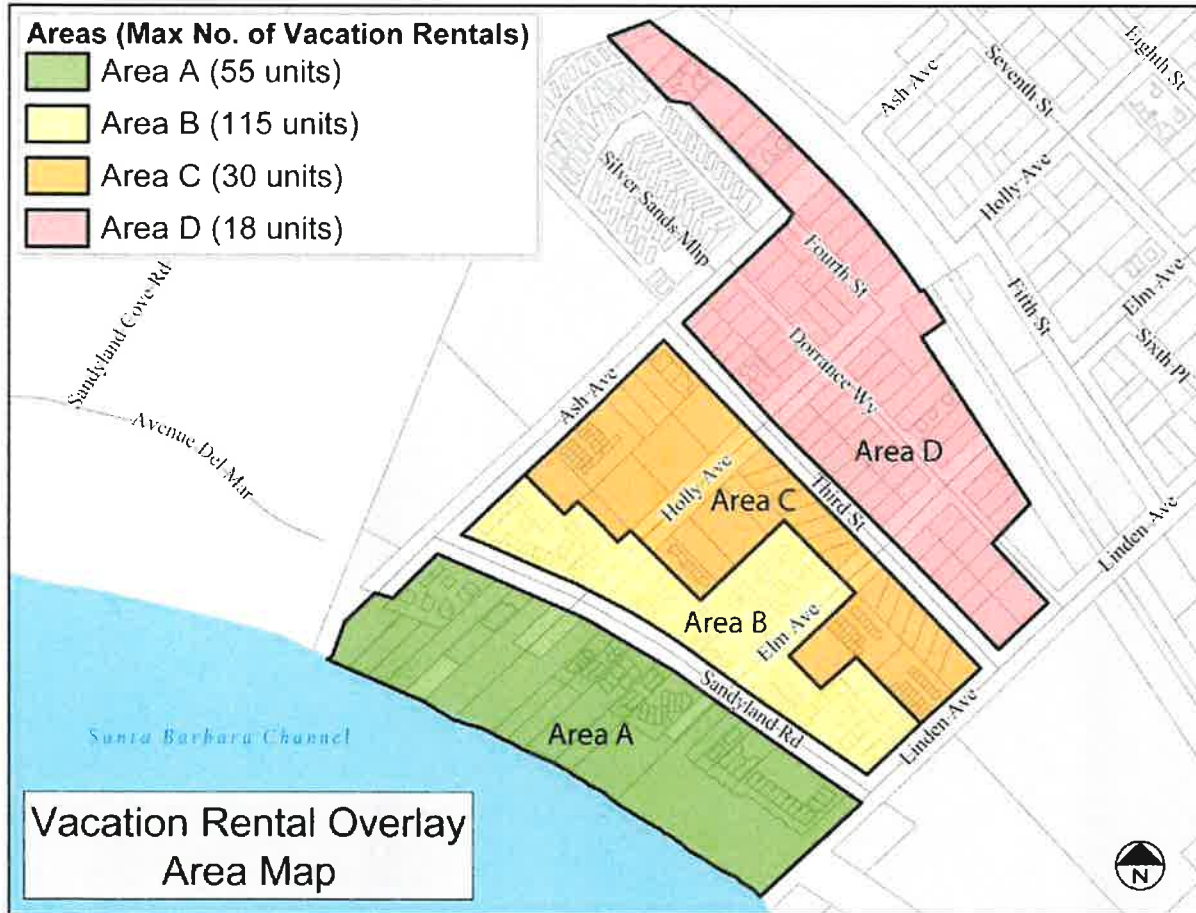 Areas (Max No. of Vacation Rentals)
Area A (55 units)
Area B (115 units)
Area C (30 units)
Area D (18 units)
Eighth St
Seventh St
Ash Ave
Holly Ave
Silver Sands Mhp
Elm Ave
Fourth St
Fifth St
Sandyland Cove Rd
Sixth Pl
Dorrance Wy
Ash Ave
Avenue Del Mar
Area D
Holly Ave
Area C
Third St
Linden Ave
Area B
Elm Ave
Sandyland Rd
Linden Ave
Santa Barbara Channel
Area A
Vacation Rental Overlay
Area Map
N